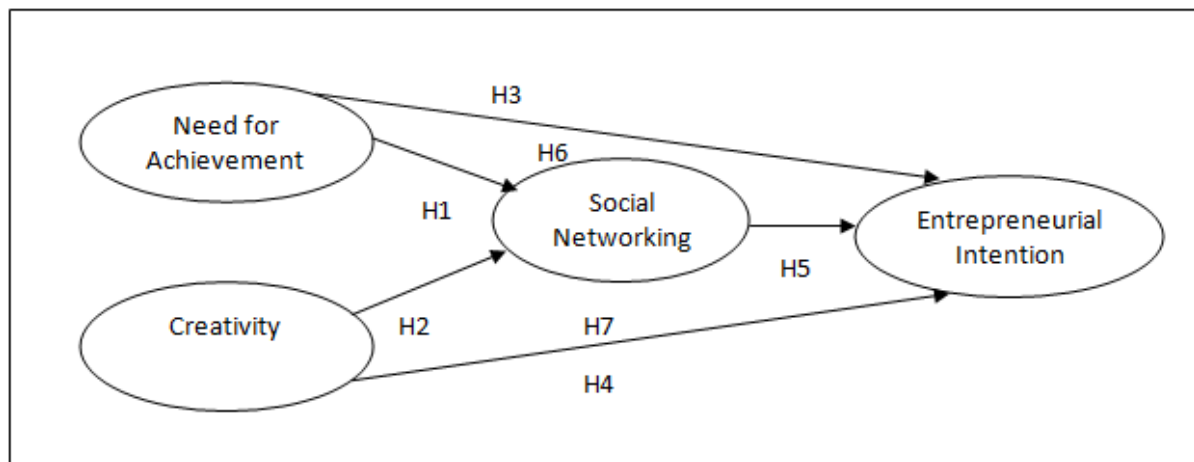 H3
Need for
Achievement
H6
H1
Social
Networking
Entrepreneurial
Intention
H5
Creativity
H2
H7
H4